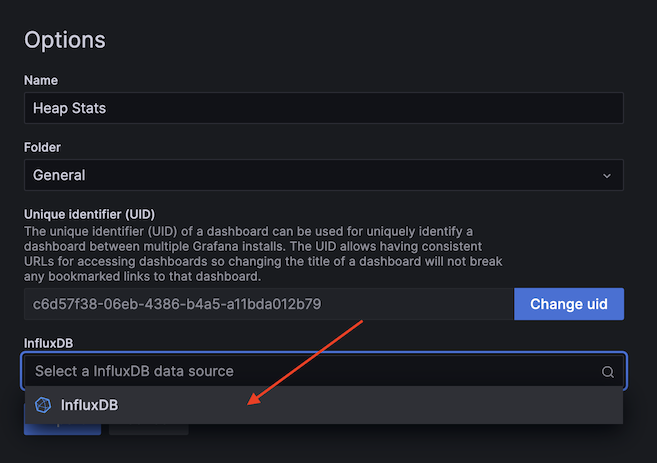 Options
Name
Heap Stats
Folder
General
Unique identifier (UID)
The unique identifier (UID) of a dashboard can be used for uniquely identify a
dashboard between multiple Grafana installs. The UID allows having consistent
URLs for accessing dashboards so changing the title of a dashboard will not break
any bookmarked links to that dashboard.
c6d57f38-06eb-4386-b4a5-a11bda012b79
Change uid
InfluxDB
Select a InfluxDB data source
InfluxDB